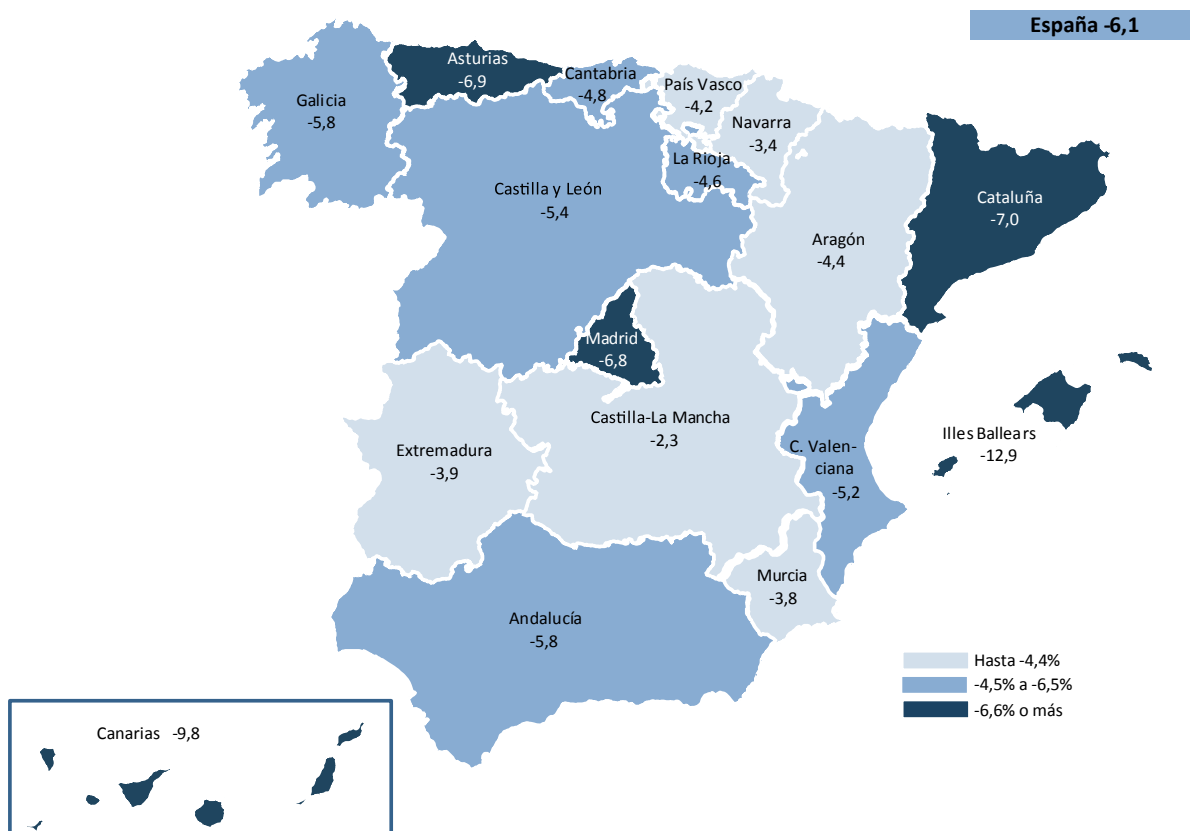 España -6,1
Asturias
-6,9
Cantabria
-4,8
País Vasco
-4,2
Galicia
-5,8
Navarra
-3,4
La Rioja
-4,6
Castilla y León
-5,4
Cataluña
-7,0
Aragón
-4,4
Madrid
-6,8
Castilla-La Mancha
-2,3
Illes Ballears
-12,9
Extremadura
-3,9
C. Valen-
ciana
-5,2
Murcia
-3,8
Andalucía
-5,8
Hasta -4,4%
-4,5% a -6,5%
-6,6% o más
Canarias -9,8